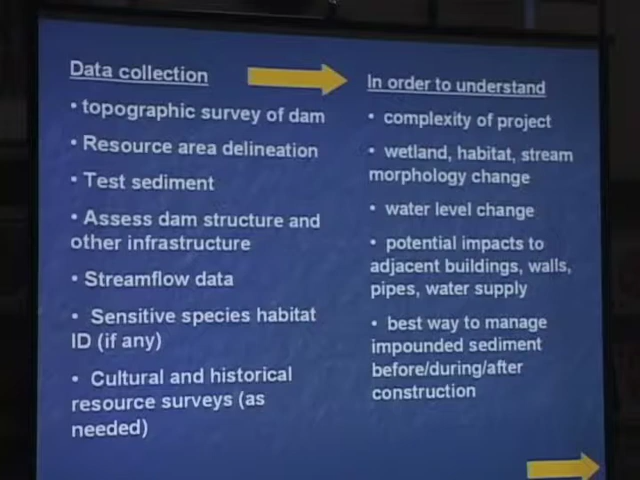 Data collection
• topographic survey of dam
• Resource area delineation
• Test sediment
• Assess dam structure and
other infrastructure
• Streamflow data
• Sensitive species habitat
ID (if any)
• Cultural and historical
resource surveys (as
needed)
In order to understand
• complexity of project
• wetland, habitat, stream
morphology change
• water level change
• potential impacts to
adjacent buildings, walls,
pipes, water supply
• best way to manage
impounded sediment
before/during/after
construction